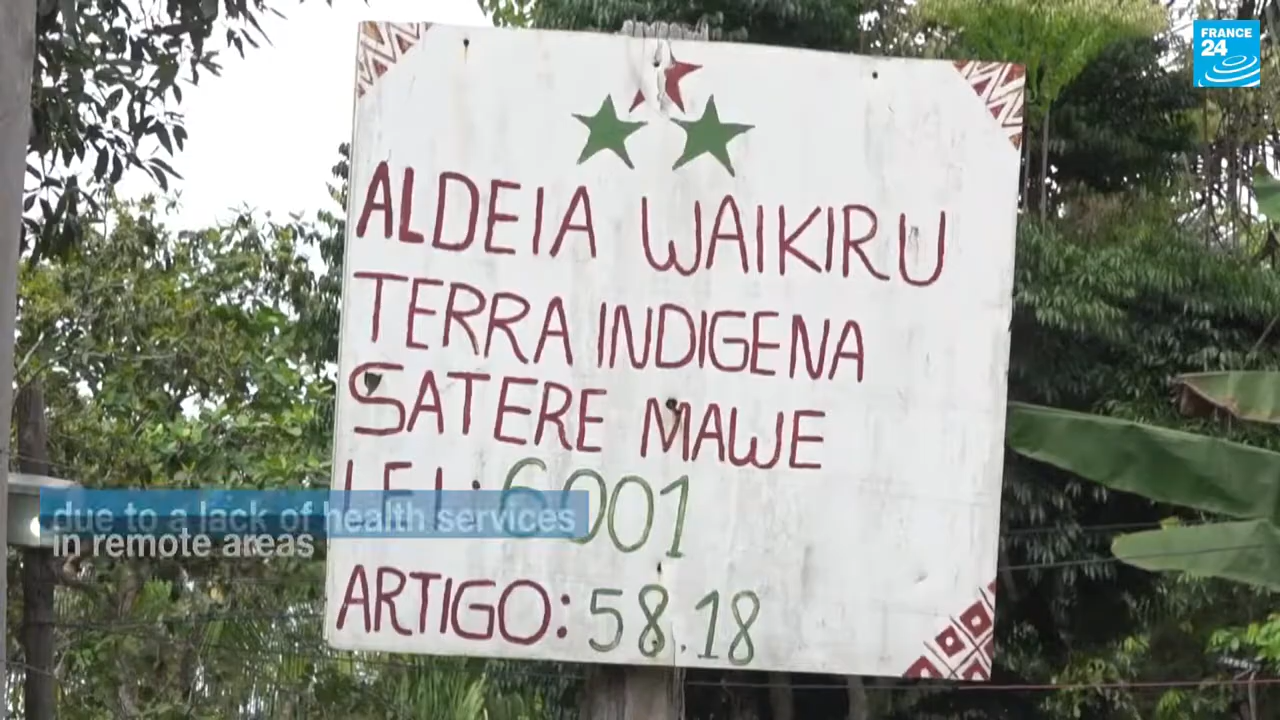 FRANCE
24
ALDEIA WAIKIRU
TERRA INDIGENA
SATERE MAWE
LEI: 6001
due to a lack of health services
in remote areas
ARTIGO: 58.18